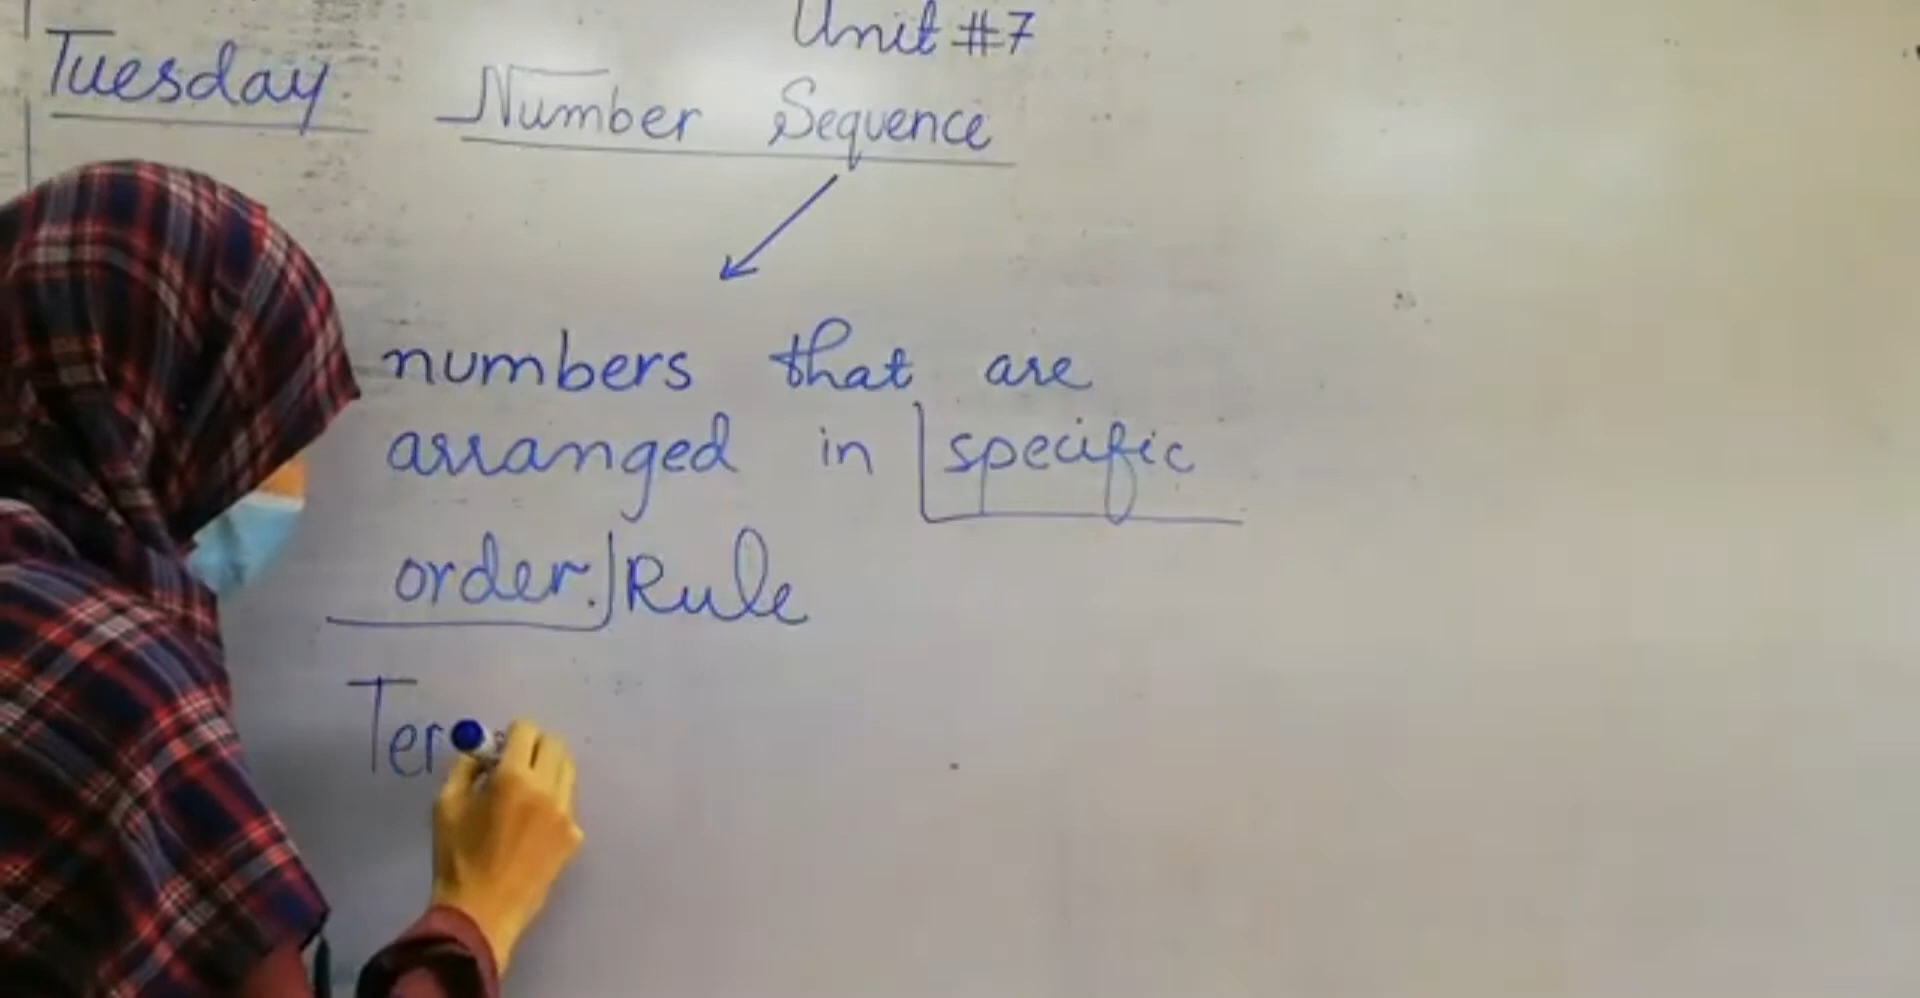 Unit #7
Tuesday
Number Sequence
numbers that are
arranged in specific
order. Rule
Ter